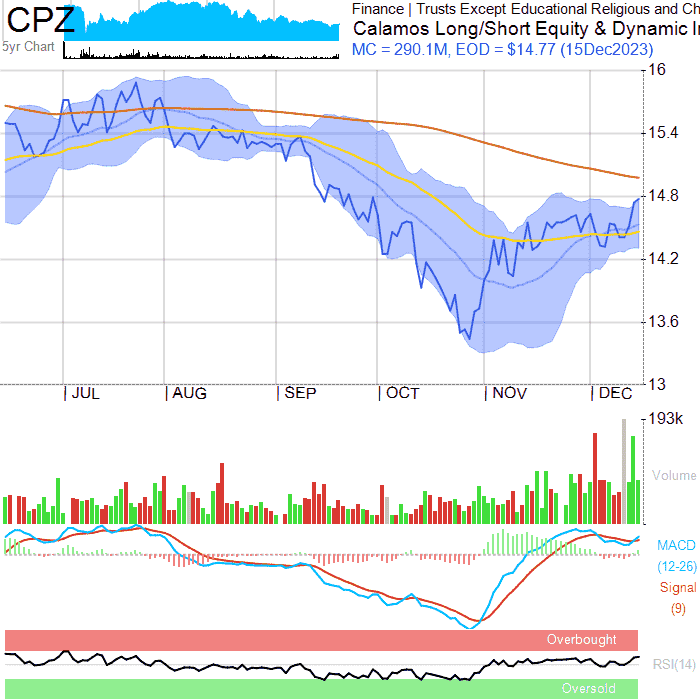 CPZ
5yr Chart
Finance | Trusts Except Educational Religious and Ch
Calamos Long/Short Equity & Dynamic I
MC = 290.1M, EOD = $14.77 (15Dec2023)
16
15.4
14.8
14.2
13.6
13
JUL AUG SEP OCT NOV DEC
193k
Volume
MACD
(12-26)
Signal
(9)
Overbought
RSI(14)
Oversold